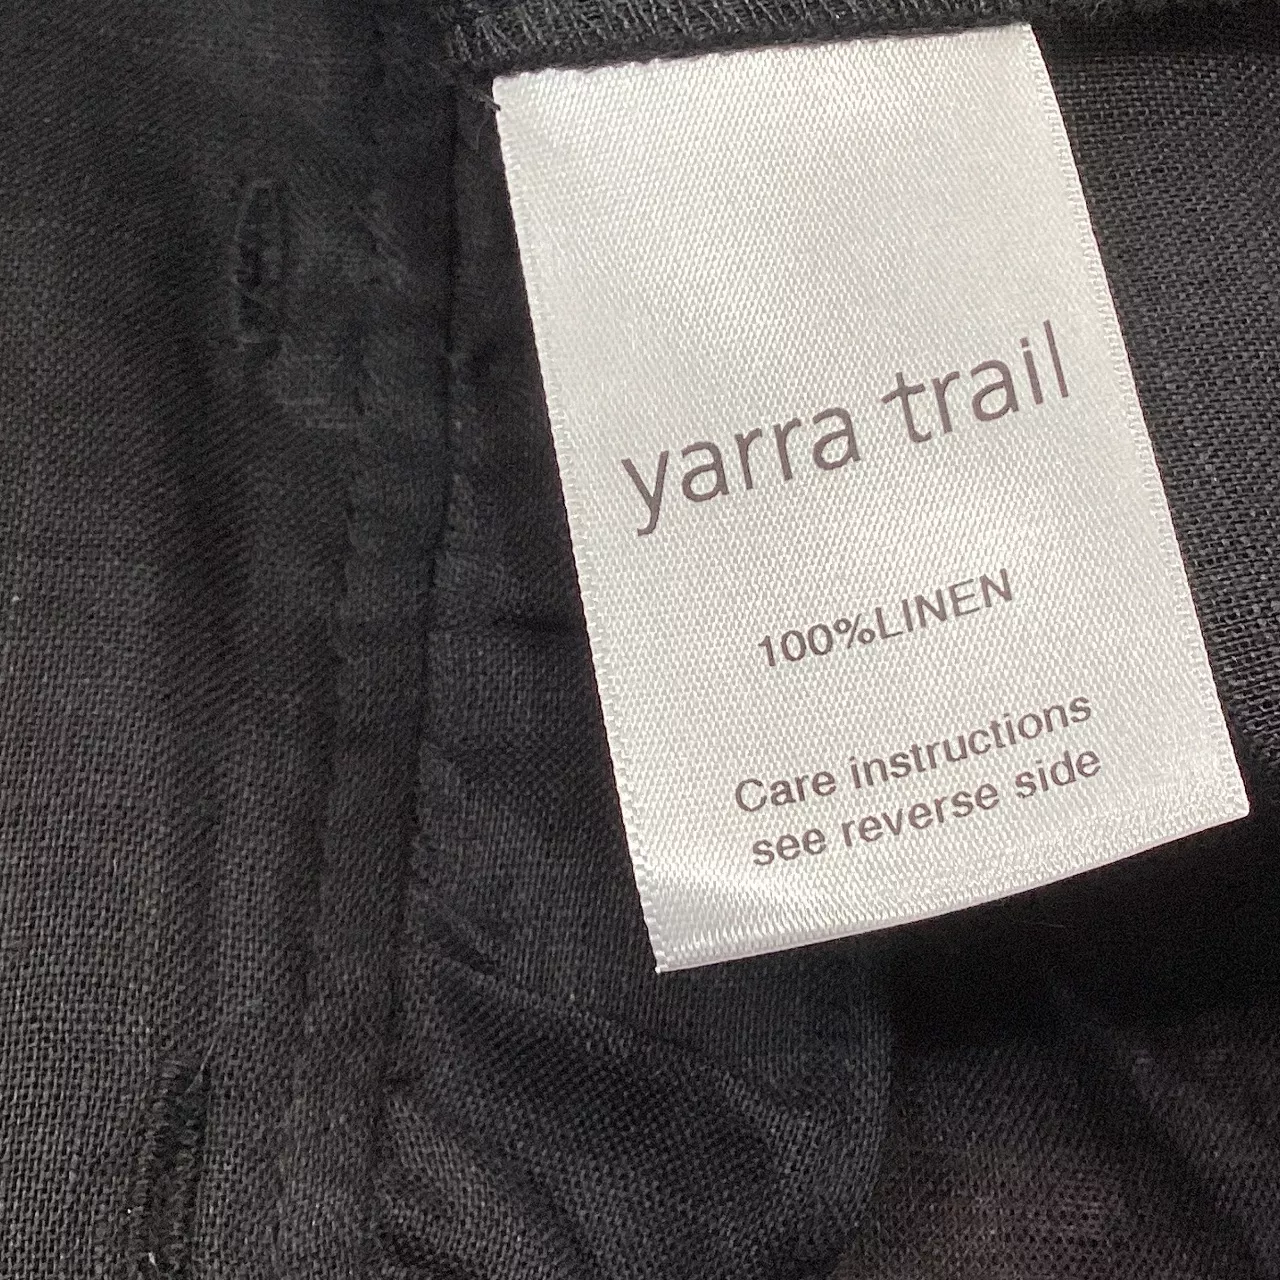 yarra trail
100%LINEN
Care instructions
see reverse side